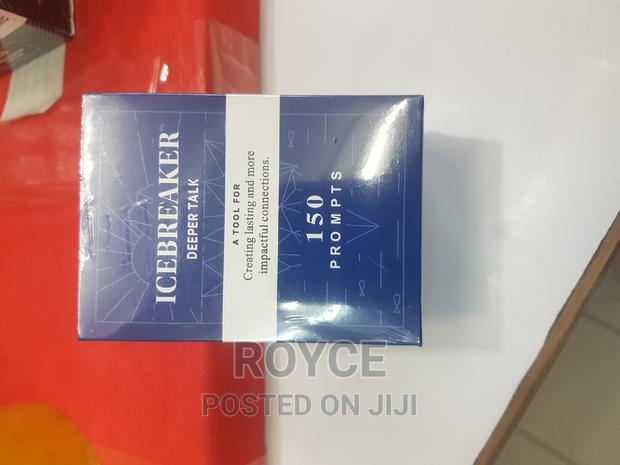 ICEBREAKER
DEEPER TALK
A TOOL FOR
Creating lasting and more
impactful connections.
150
PROMPTS
ROYCE
POSTED ON JIJI